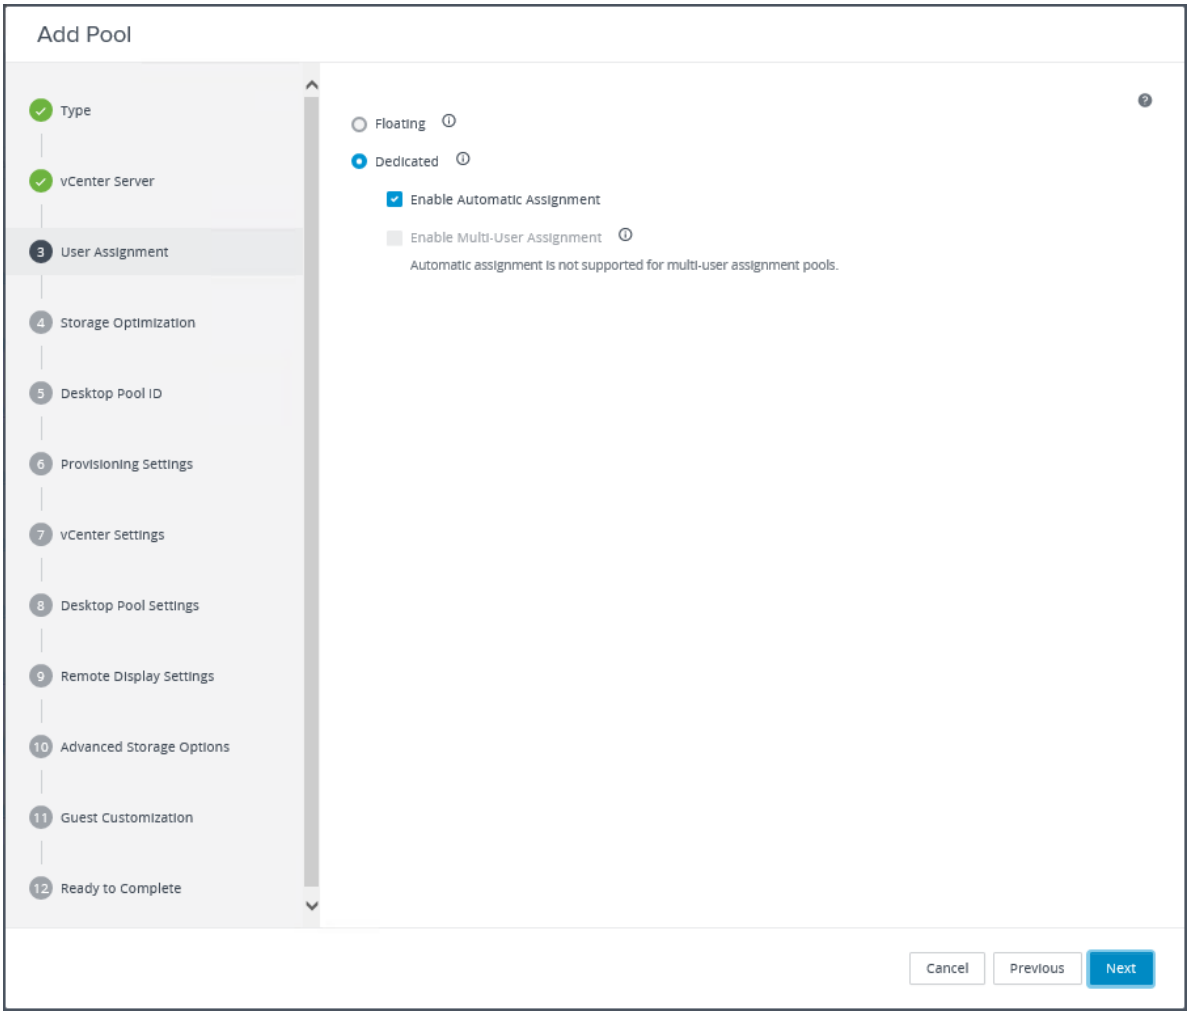 Add Pool
Type
vCenter Server
3 User Assignment
4 Storage Optimization
5 Desktop Pool ID
6 Provisioning Settings
7 vCenter Settings
8 Desktop Pool Settings
9 Remote Display Settings
10 Advanced Storage Options
11 Guest Customization
12 Ready to Complete
?
Floating i
Dedicated i
Enable Automatic Assignment
Enable Multi-User Assignment i
Automatic assignment is not supported for multi-user assignment pools.
Cancel Previous Next